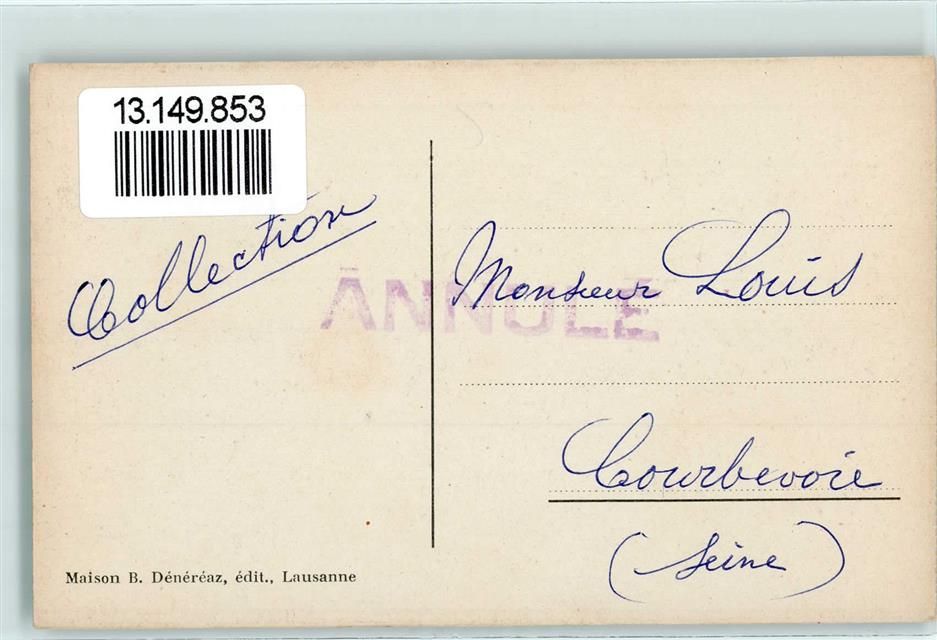 13.149.853
Collection
ANNULÉ
Monsieur Louis
Courbevoie
(Seine)
Maison B. Dénéréaz, édit., Lausanne